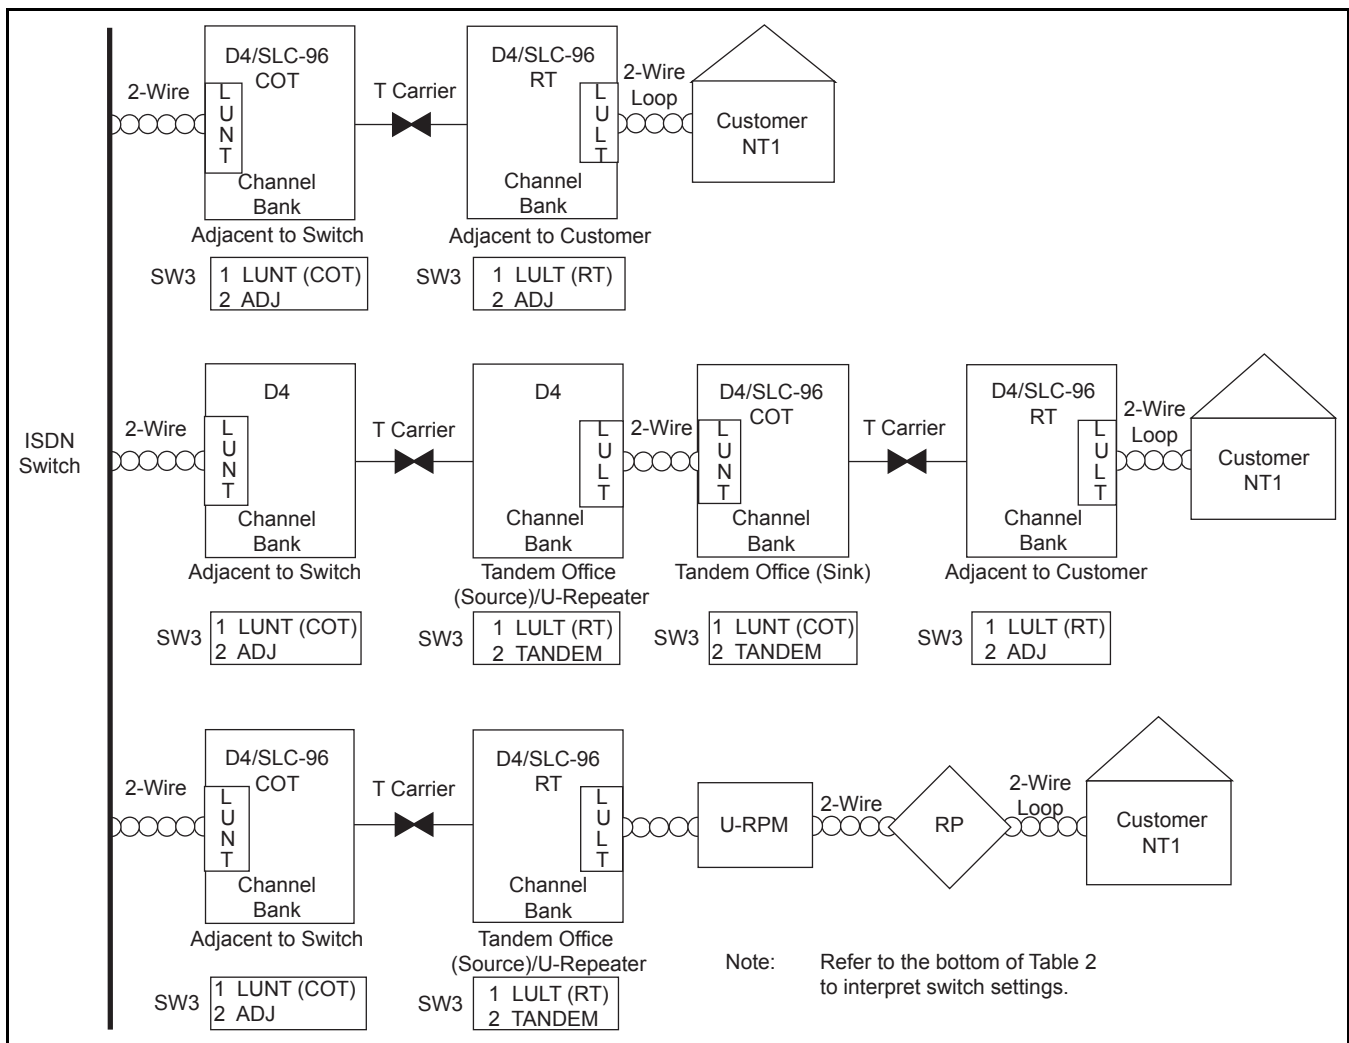 D4/SLC-96
COT
D4/SLC-96
RT
2-Wire
T Carrier
2-Wire
Loop
L
U
N
T
L
U
L
T
Customer
NT1
Channel
Bank
Channel
Bank
Adjacent to Switch
Adjacent to Customer
SW3
1 LUNT (COT)
2 ADJ
1 LULT (RT)
2 ADJ
SW3
ISDN
Switch
D4
D4
D4/SLC-96
COT
D4/SLC-96
RT
2-Wire
T Carrier
2-Wire
T Carrier
2-Wire
Loop
L
U
N
T
L
U
L
T
L
U
N
T
L
U
L
T
Customer
NT1
Channel
Bank
Channel
Bank
Channel
Bank
Channel
Bank
Adjacent to Switch
Tandem Office
(Source)/U-Repeater
Tandem Office (Sink)
Adjacent to Customer
SW3
1 LUNT (COT)
2 ADJ
SW3
1 LULT (RT)
2 TANDEM
SW3
1 LUNT (COT)
2 TANDEM
SW3
1 LULT (RT)
2 ADJ
D4/SLC-96
COT
D4/SLC-96
RT
2-Wire
T Carrier
L
U
N
T
L
U
L
T
U-RPM
2-Wire
RP
2-Wire
Loop
Customer
NT1
Channel
Bank
Channel
Bank
Adjacent to Switch
Tandem Office
(Source)/U-Repeater
SW3
1 LUNT (COT)
2 ADJ
SW3
1 LULT (RT)
2 TANDEM
Note: Refer to the bottom of Table 2
to interpret switch settings.